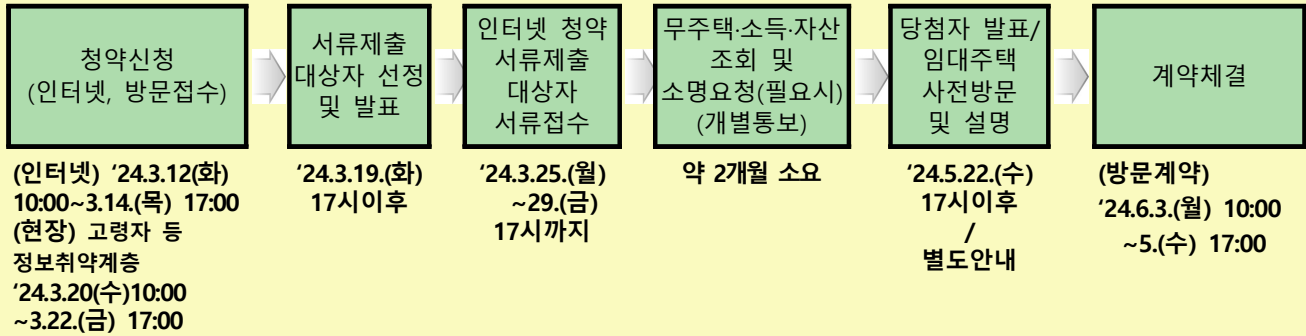 청약신청
(인터넷, 방문접수)
서류제출
대상자 선정
및 발표
인터넷 청약
서류제출
대상자
서류접수
무주택·소득·자산
조회 및
소명요청(필요시)
(개별통보)
당첨자 발표/
임대주택
사전방문
및 설명
계약체결
(인터넷) ‘24.3.12(화)
10:00~3.14.(목) 17:00
(현장) 고령자 등
정보취약계층
‘24.3.20(수)10:00
~3.22.(금) 17:00
‘24.3.19.(화)
17시이후
‘24.3.25.(월)
~29.(금)
17시까지
약 2개월 소요
‘24.5.22.(수)
17시이후
/
별도안내
(방문계약)
‘24.6.3.(월) 10:00
~5.(수) 17:00